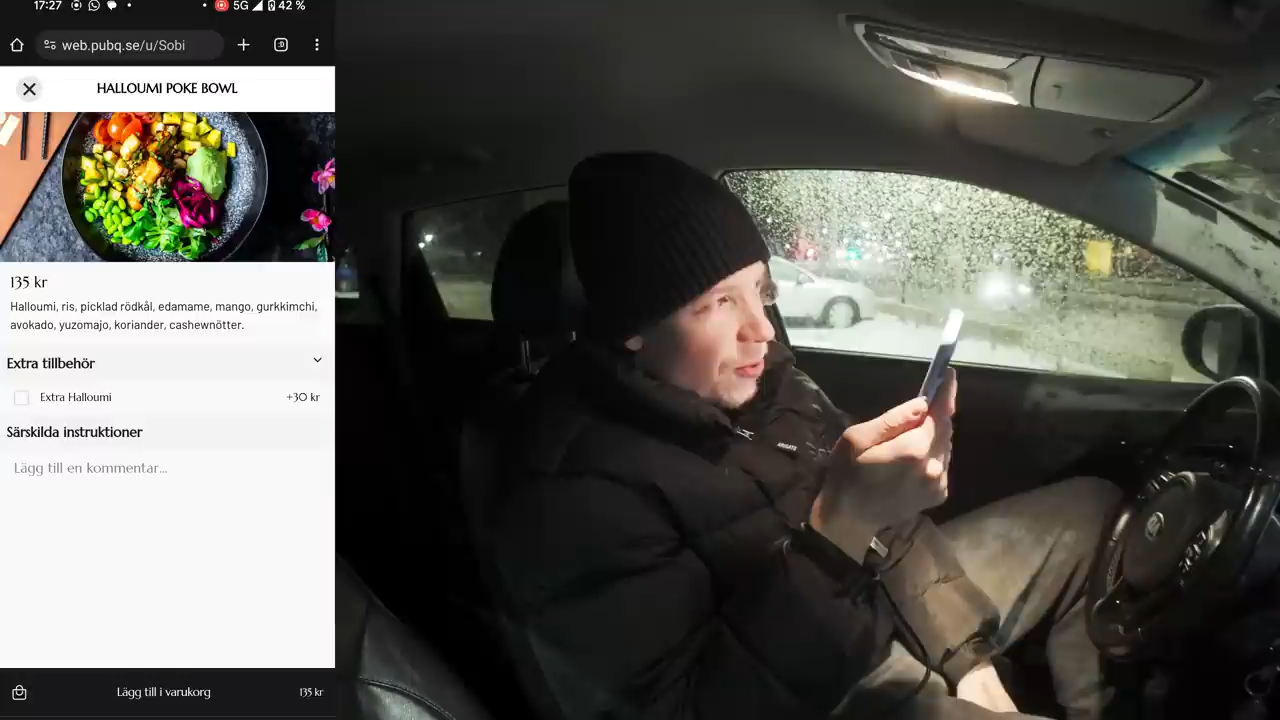 17:27
5G
42 %
web.pubq.se/u/Sobi
HALLOUMI POKE BOWL
135 kr
Halloumi, ris, picklad rödkål, edamame, mango, gurkkimchi,
avokado, yuzomajo, koriander, cashewnötter.
Extra tillbehör
Extra Halloumi +30 kr
Särskilda instruktioner
Lägg till en kommentar...
Lägg till i varukorg 135 kr